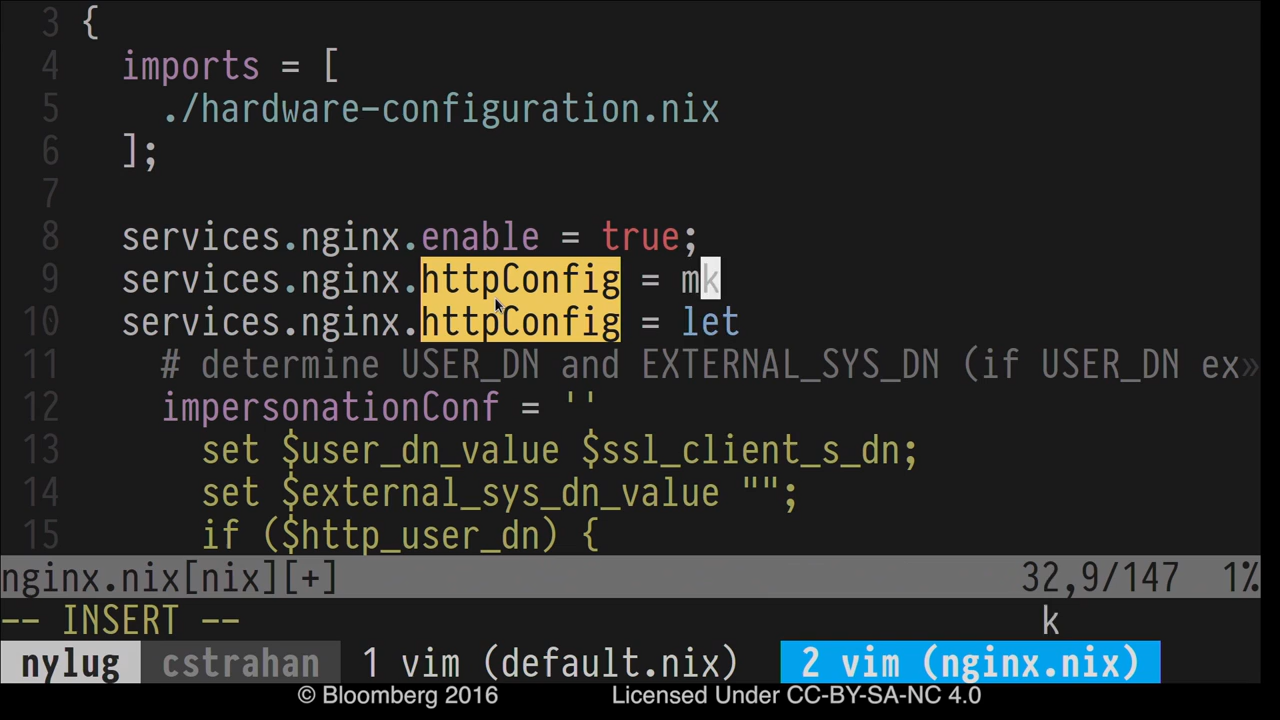 3 {
4 imports = [
5 ./hardware-configuration.nix
6 ];
7
8 services.nginx.enable = true;
9 services.nginx.httpConfig = mk
10 services.nginx.httpConfig = let
11 # determine USER_DN and EXTERNAL_SYS_DN (if USER_DN ex»
12 impersonationConf = ''
13 set $user_dn_value $ssl_client_s_dn;
14 set $external_sys_dn_value "";
15 if ($http_user_dn) {
nginx.nix[nix][+] 32,9/147 1%
-- INSERT -- k
nylug cstrahan 1 vim (default.nix) 2 vim (nginx.nix)
© Bloomberg 2016 Licensed Under CC-BY-SA-NC 4.0